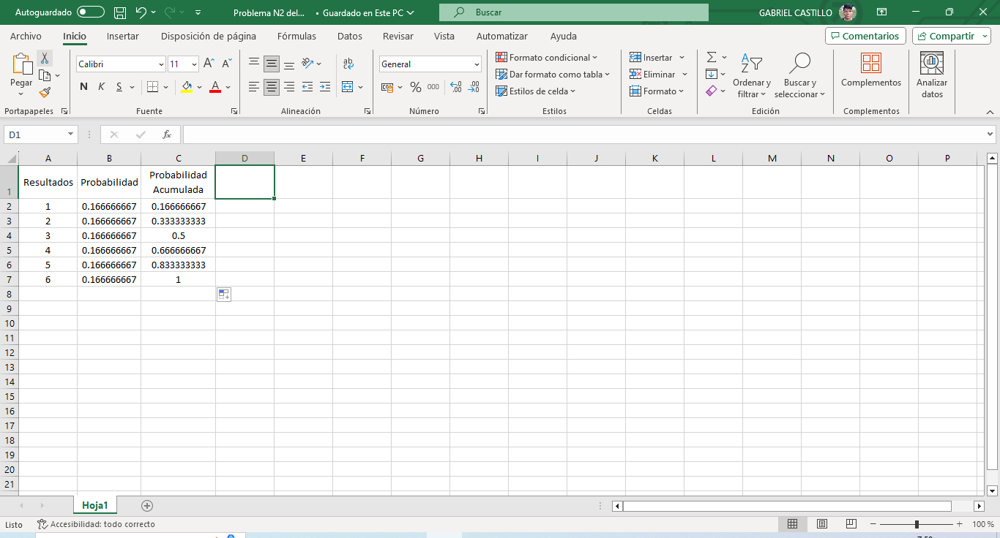 Autoguardado Problema N2 del... • Guardado en Este PC Buscar GABRIEL CASTILLO
Archivo Inicio Insertar Disposición de página Fórmulas Datos Revisar Vista Automatizar Ayuda Comentarios Compartir
Pegar
Portapapeles
Calibri 11
N K S
Fuente
ab
Alineación
General
% 000
Número
Formato condicional
Dar formato como tabla
Estilos de celda
Estilos
Insertar
Eliminar
Formato
Celdas
Ordenar y
filtrar
Buscar y
seleccionar
Edición
Complementos
Complementos
Analizar
datos
D1 fx
A B C D E F G H I J K L M N O P
1 Resultados Probabilidad Probabilidad
Acumulada
2 1 0.166666667 0.166666667
3 2 0.166666667 0.333333333
4 3 0.166666667 0.5
5 4 0.166666667 0.666666667
6 5 0.166666667 0.833333333
7 6 0.166666667 1
8
9
10
11
12
13
14
15
16
17
18
19
20
21
Hoja1
Listo Accesibilidad: todo correcto 100 %